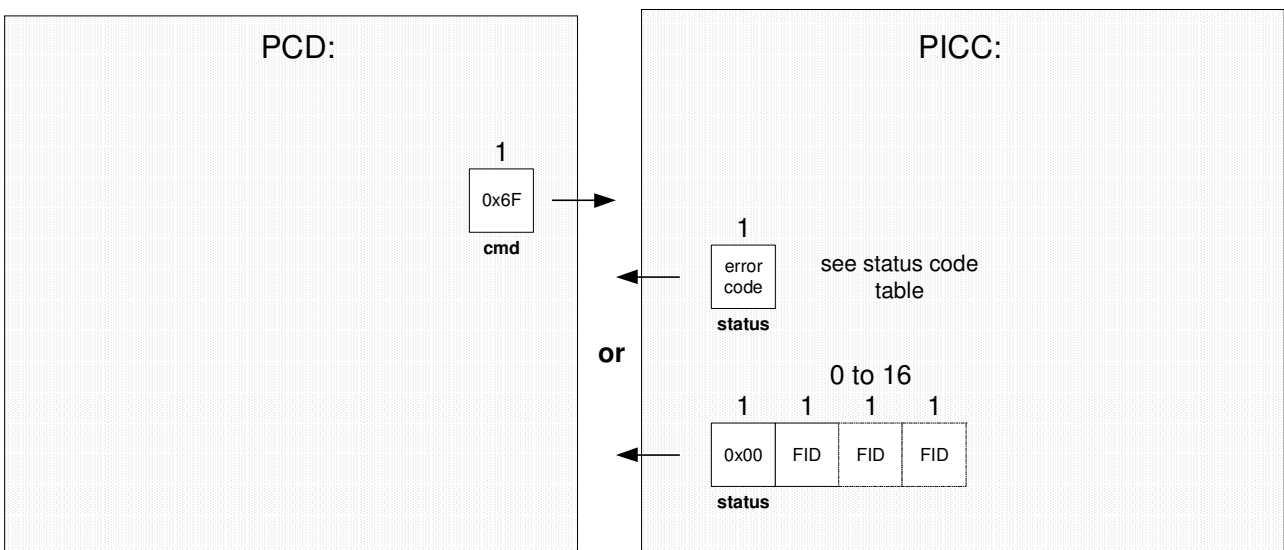 PCD:
PICC:
1
0x6F
cmd
1
error
code
see status code
table
status
or
0 to 16
1 1 1 1
0x00 FID FID FID
status